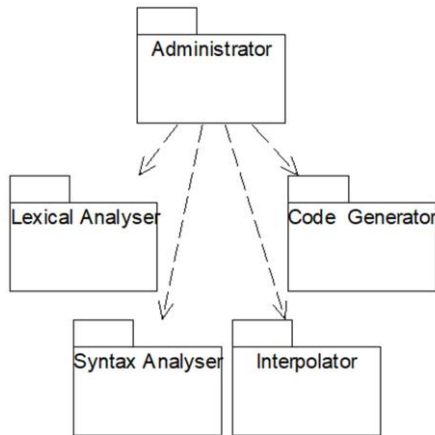 Administrator
Lexical Analyser
Code Generator
Syntax Analyser
Interpolator